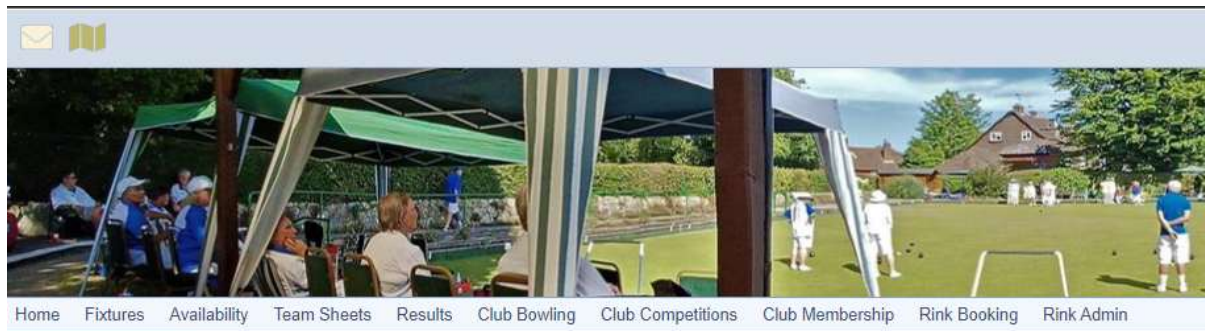 Home Fixtures Availability Team Sheets Results Club Bowling Club Competitions Club Membership Rink Booking Rink Admin